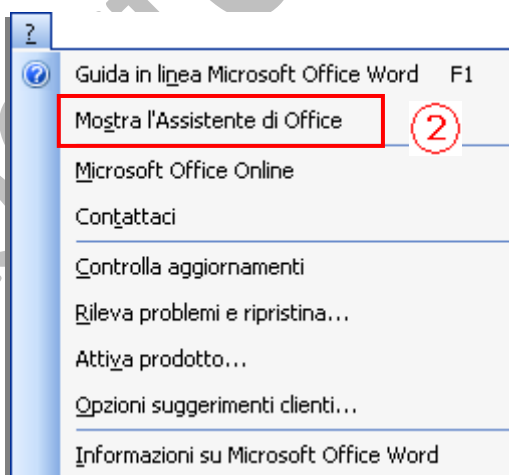 ?
Guida in linea Microsoft Office Word F1
Mostra l'Assistente di Office 2
Microsoft Office Online
Contattaci
Controlla aggiornamenti
Rileva problemi e ripristina...
Attiva prodotto...
Opzioni suggerimenti clienti...
Informazioni su Microsoft Office Word